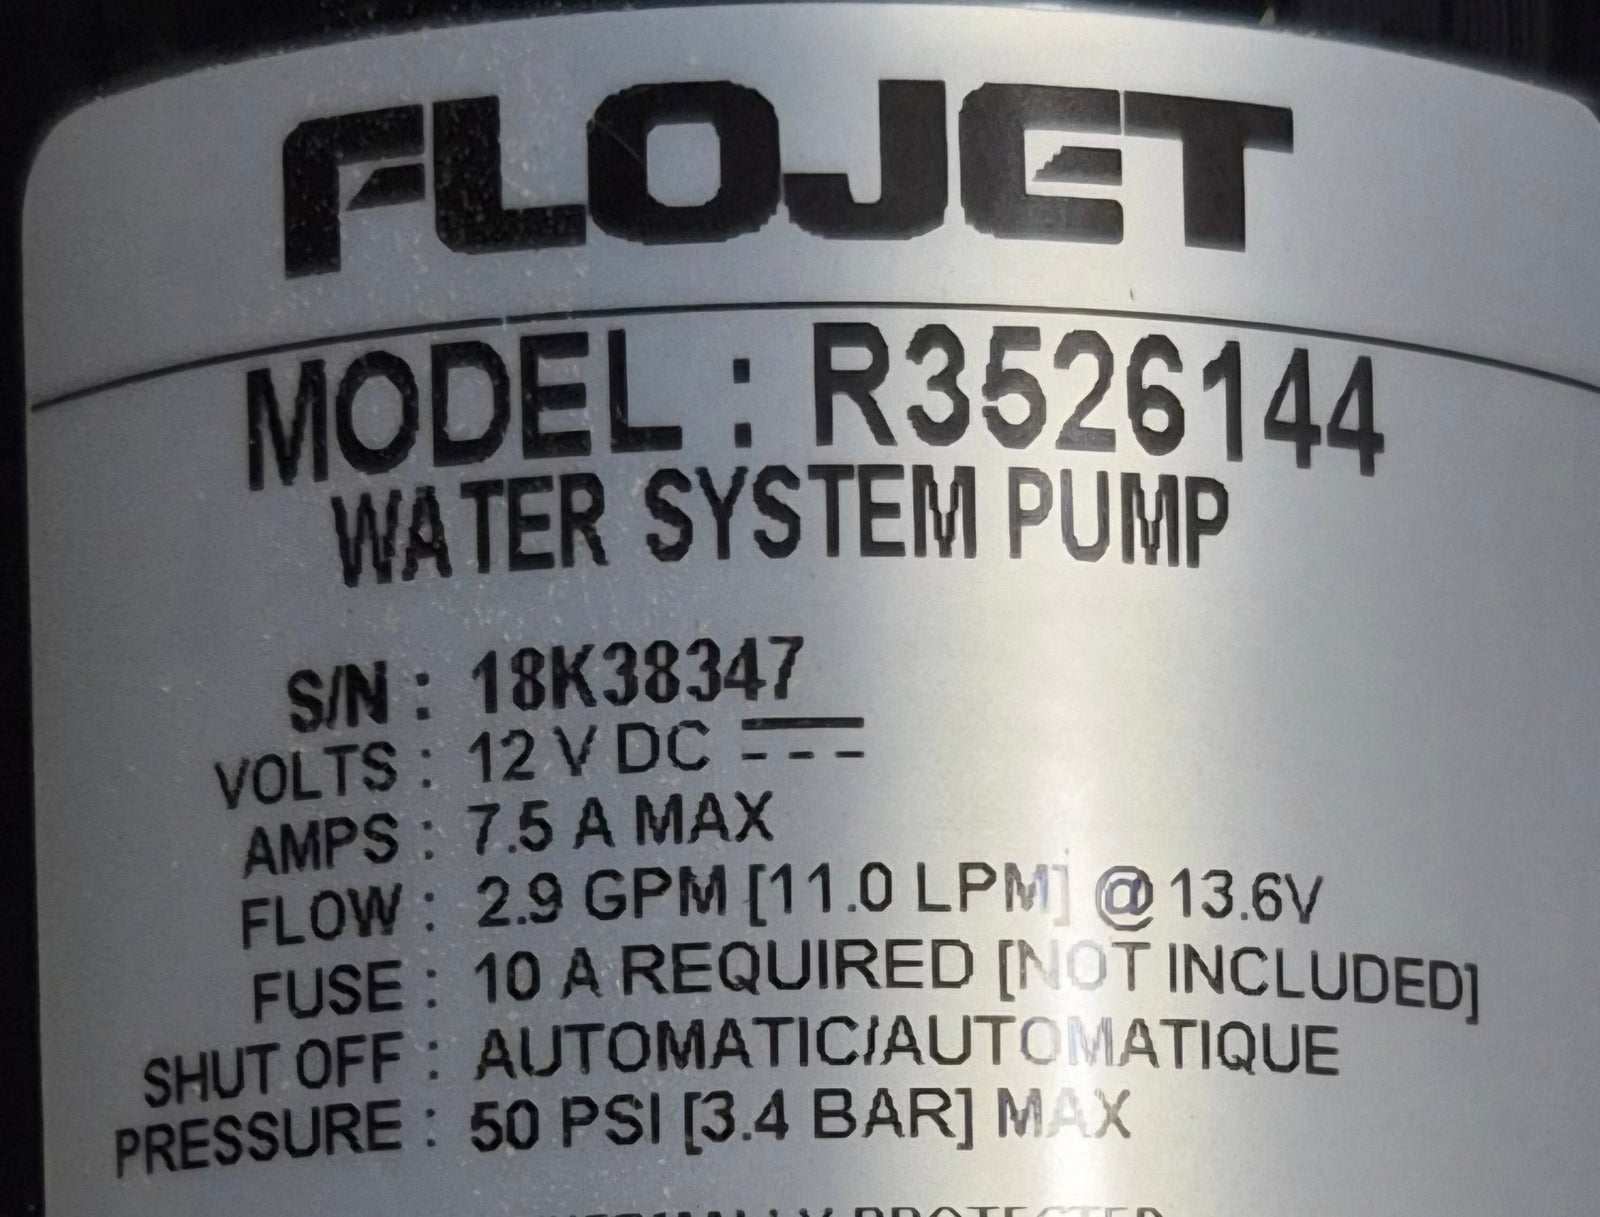 FLOJET
MODEL : R3526144
WATER SYSTEM PUMP
S/N : 18K38347
VOLTS : 12 V DC
AMPS : 7.5 A MAX
FLOW : 2.9 GPM [11.0 LPM] @ 13.6V
FUSE : 10 A REQUIRED [NOT INCLUDED]
SHUT OFF : AUTOMATIC/AUTOMATIQUE
PRESSURE : 50 PSI [3.4 BAR] MAX
PROTECTED